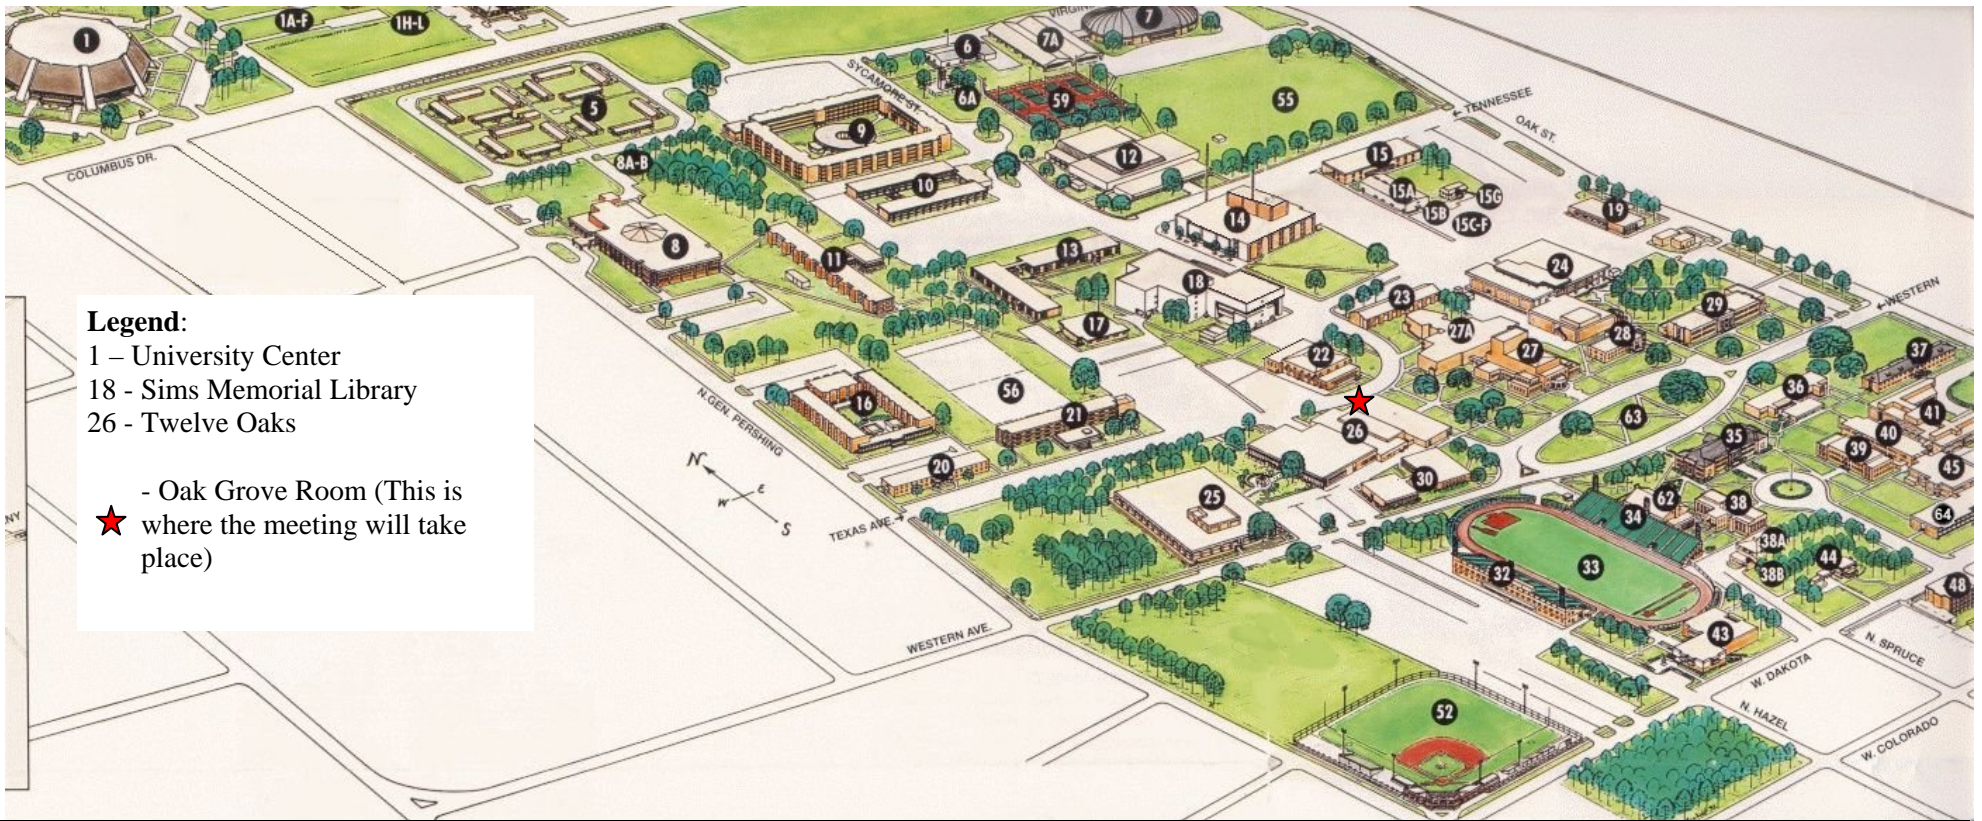 1
1A-F
1H-L
VIRGIN
7
7A
6
6A
SYCAMORE ST.
59
55
← TENNESSEE
OAK ST.
5
9
12
15
15A
15B
15G
15C-F
19
COLUMBUS DR.
8A-B
10
14
8
11
13
18
24
29
← WESTERN
17
23
27A
27
28
22
37
36
41
40
63
35
39
45
56
16
21
26
N.GEN. PERSHING
20
N
W
E
S
25
30
34
62
38
64
TEXAS AVE. →
32
33
38A
38B
44
48
NY
43
WESTERN AVE.
N. SPRUCE
W. DAKOTA
N. HAZEL
W. COLORADO
52
Legend:
1 – University Center
18 - Sims Memorial Library
26 - Twelve Oaks
- Oak Grove Room (This is
where the meeting will take
place)